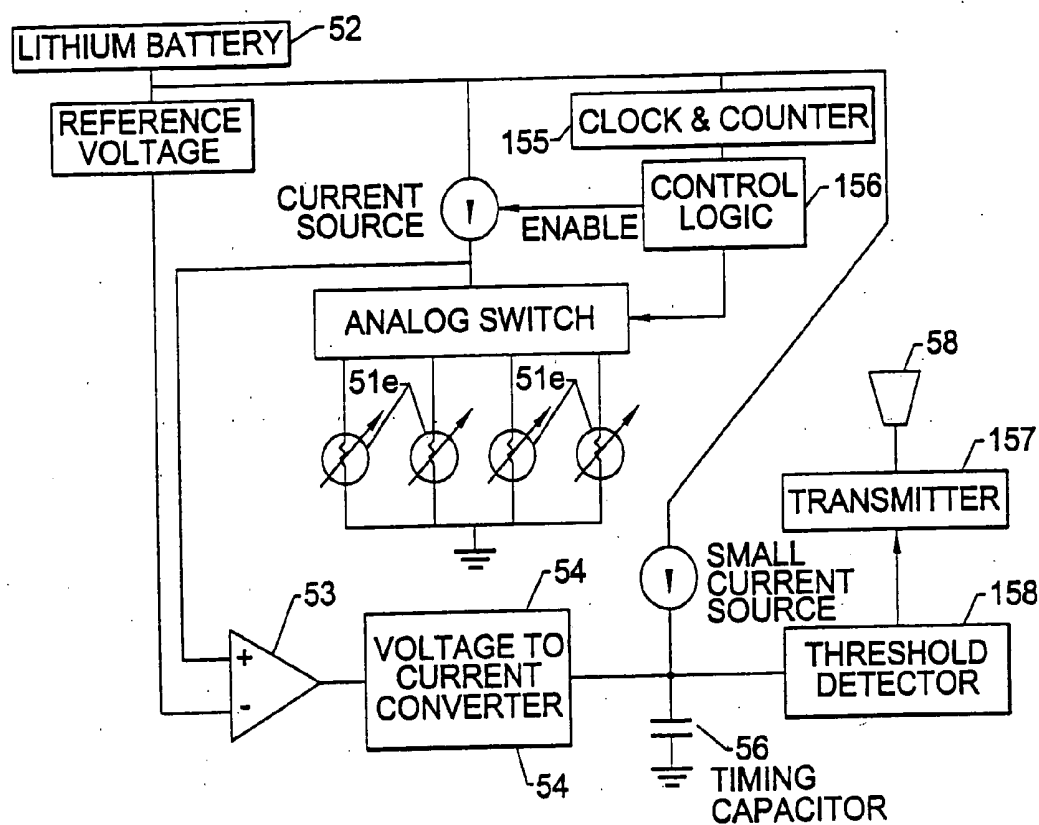 LITHIUM BATTERY
52
REFERENCE
VOLTAGE
155
CLOCK & COUNTER
CURRENT
SOURCE
I
ENABLE
CONTROL
LOGIC
156
ANALOG SWITCH
51e
51e
58
157
TRANSMITTER
I
SMALL
CURRENT
SOURCE
158
THRESHOLD
DETECTOR
53
+
-
54
VOLTAGE TO
CURRENT
CONVERTER
54
56
TIMING
CAPACITOR